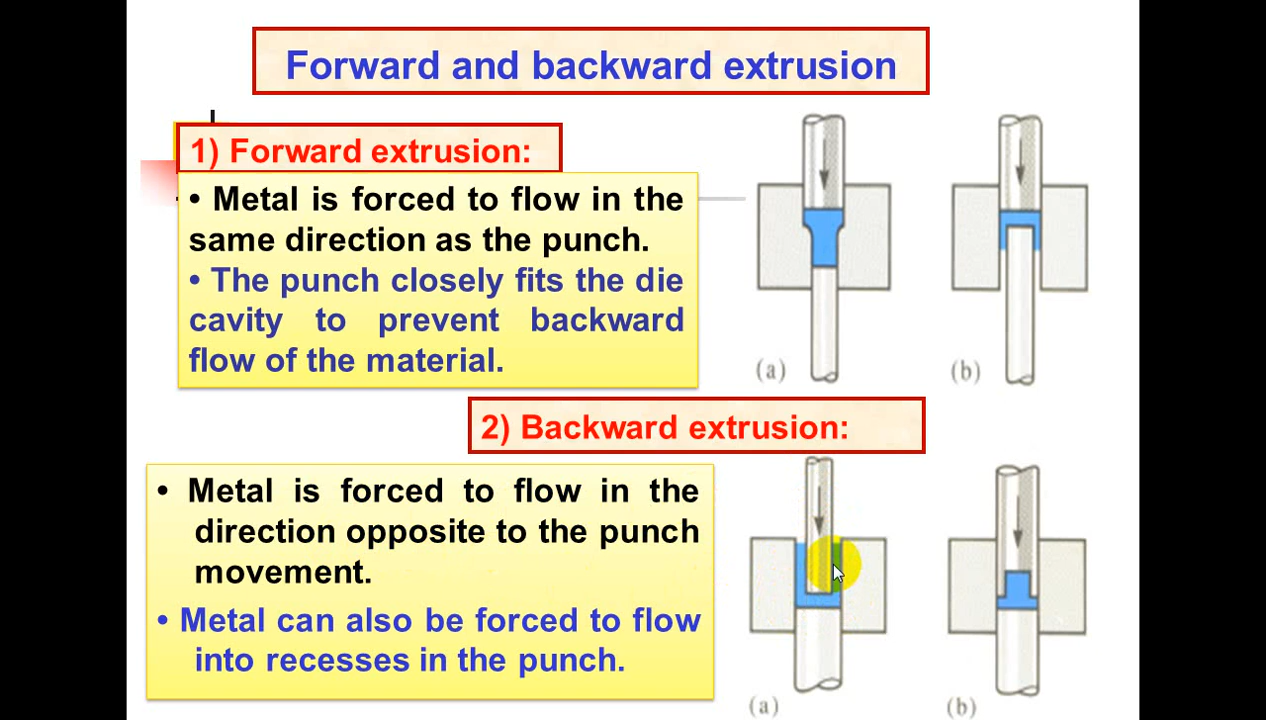 Forward and backward extrusion
1) Forward extrusion:
• Metal is forced to flow in the
same direction as the punch.
• The punch closely fits the die
cavity to prevent backward
flow of the material.
(a)
(b)
2) Backward extrusion:
• Metal is forced to flow in the
direction opposite to the punch
movement.
• Metal can also be forced to flow
into recesses in the punch.
(a)
(b)